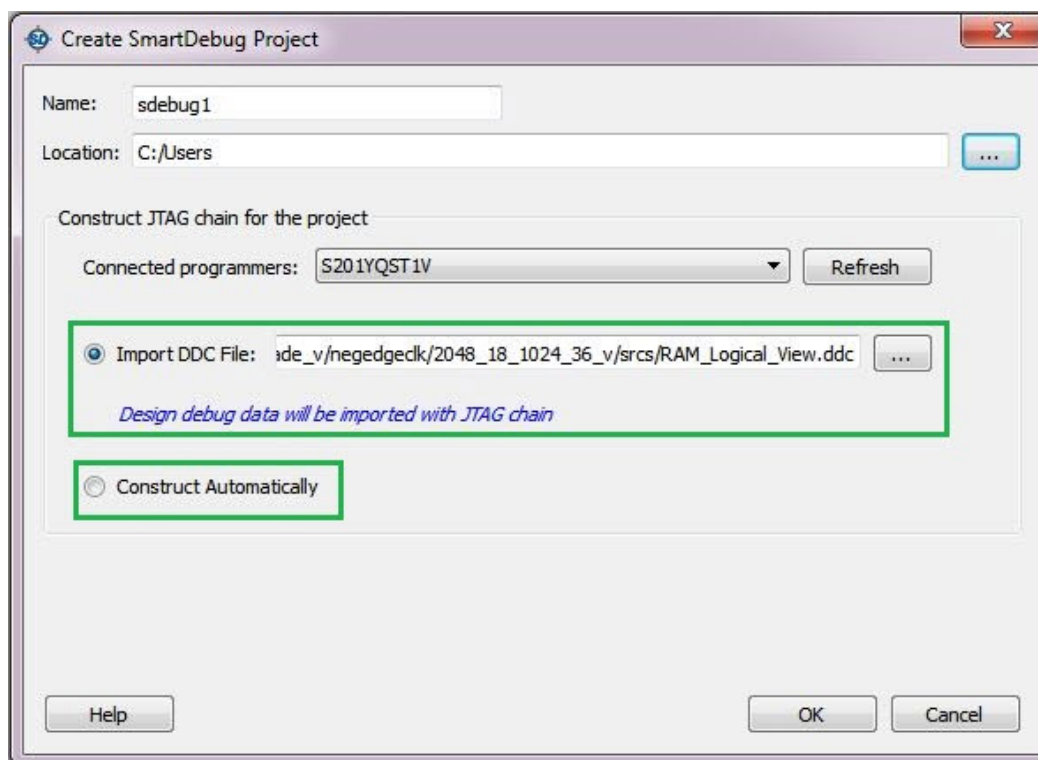 Create SmartDebug Project
Name: sdebug1
Location: C:/Users ...
Construct JTAG chain for the project
Connected programmers: S201YQST1V Refresh
Import DDC File: ade_v/negedgeclk/2048_18_1024_36_v/srcs/RAM_Logical_View.ddc ...
Design debug data will be imported with JTAG chain
Construct Automatically
Help OK Cancel